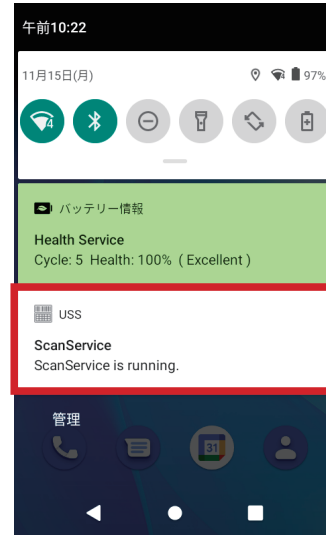 午前10:22
11月15日(月)
97%
4
バッテリー情報
Health Service
Cycle: 5 Health: 100% ( Excellent )
USS
ScanService
ScanService is running.
管理
31